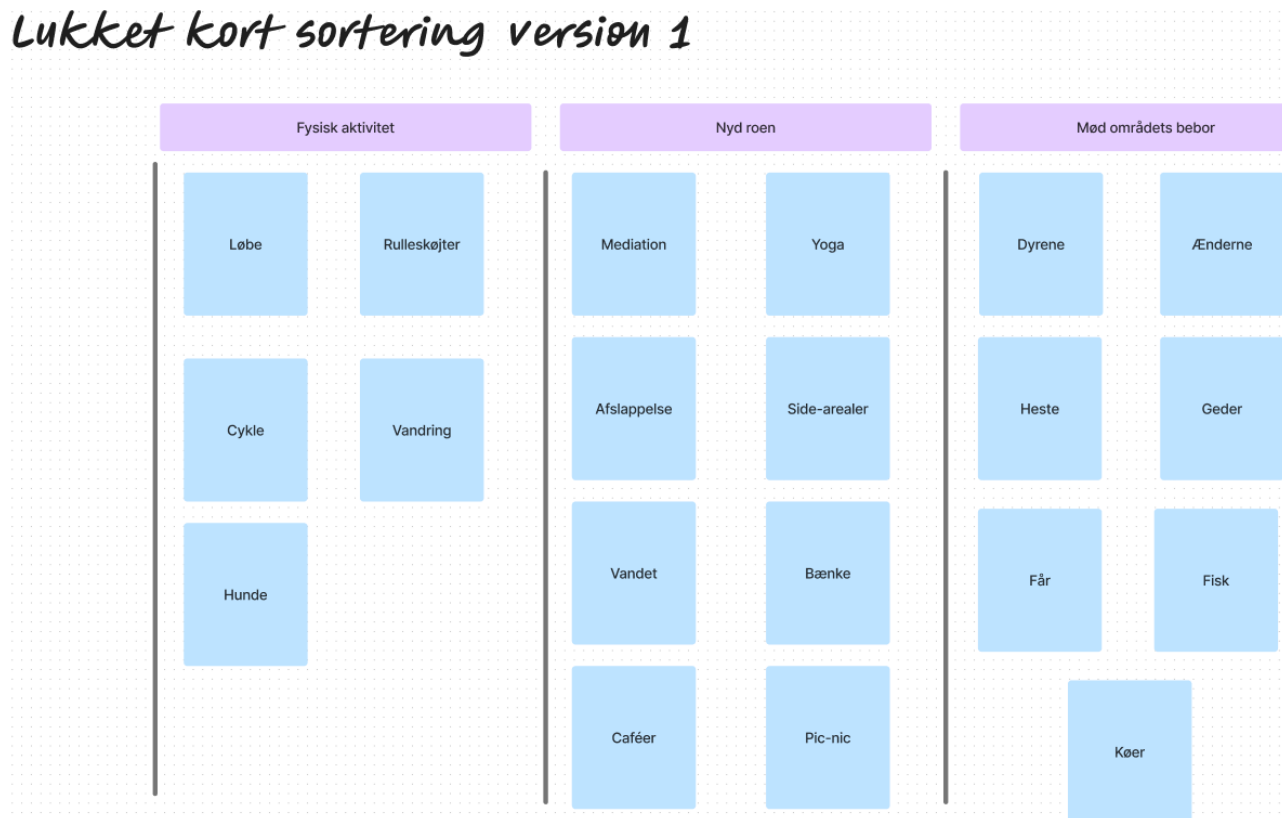 Lukket kort sortering version 1
Fysisk aktivitet
Løbe
Rulleskøjter
Cykle
Vandring
Hunde
Nyd roen
Mediation
Yoga
Afslappelse
Side-arealer
Vandet
Bænke
Caféer
Pic-nic
Mød områdets bebor
Dyrene
Ænderne
Heste
Geder
Får
Fisk
Køer